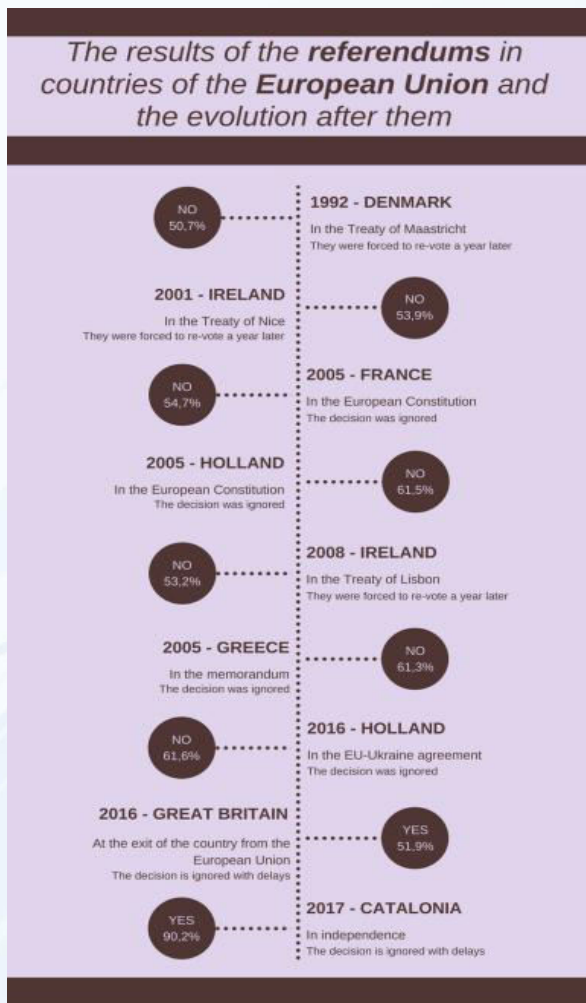 The results of the referendums in
countries of the European Union and
the evolution after them
NO
50,7%
1992 - DENMARK
In the Treaty of Maastricht
They were forced to re-vote a year later
2001 - IRELAND
In the Treaty of Nice
They were forced to re-vote a year later
NO
53,9%
NO
54,7%
2005 - FRANCE
In the European Constitution
The decision was ignored
2005 - HOLLAND
In the European Constitution
The decision was ignored
NO
61,5%
NO
53,2%
2008 - IRELAND
In the Treaty of Lisbon
They were forced to re-vote a year later
2005 - GREECE
In the memorandum
The decision was ignored
NO
61,3%
NO
61,6%
2016 - HOLLAND
In the EU-Ukraine agreement
The decision was ignored
2016 - GREAT BRITAIN
At the exit of the country from the
European Union
The decision is ignored with delays
YES
51,9%
YES
90,2%
2017 - CATALONIA
In independence
The decision is ignored with delays